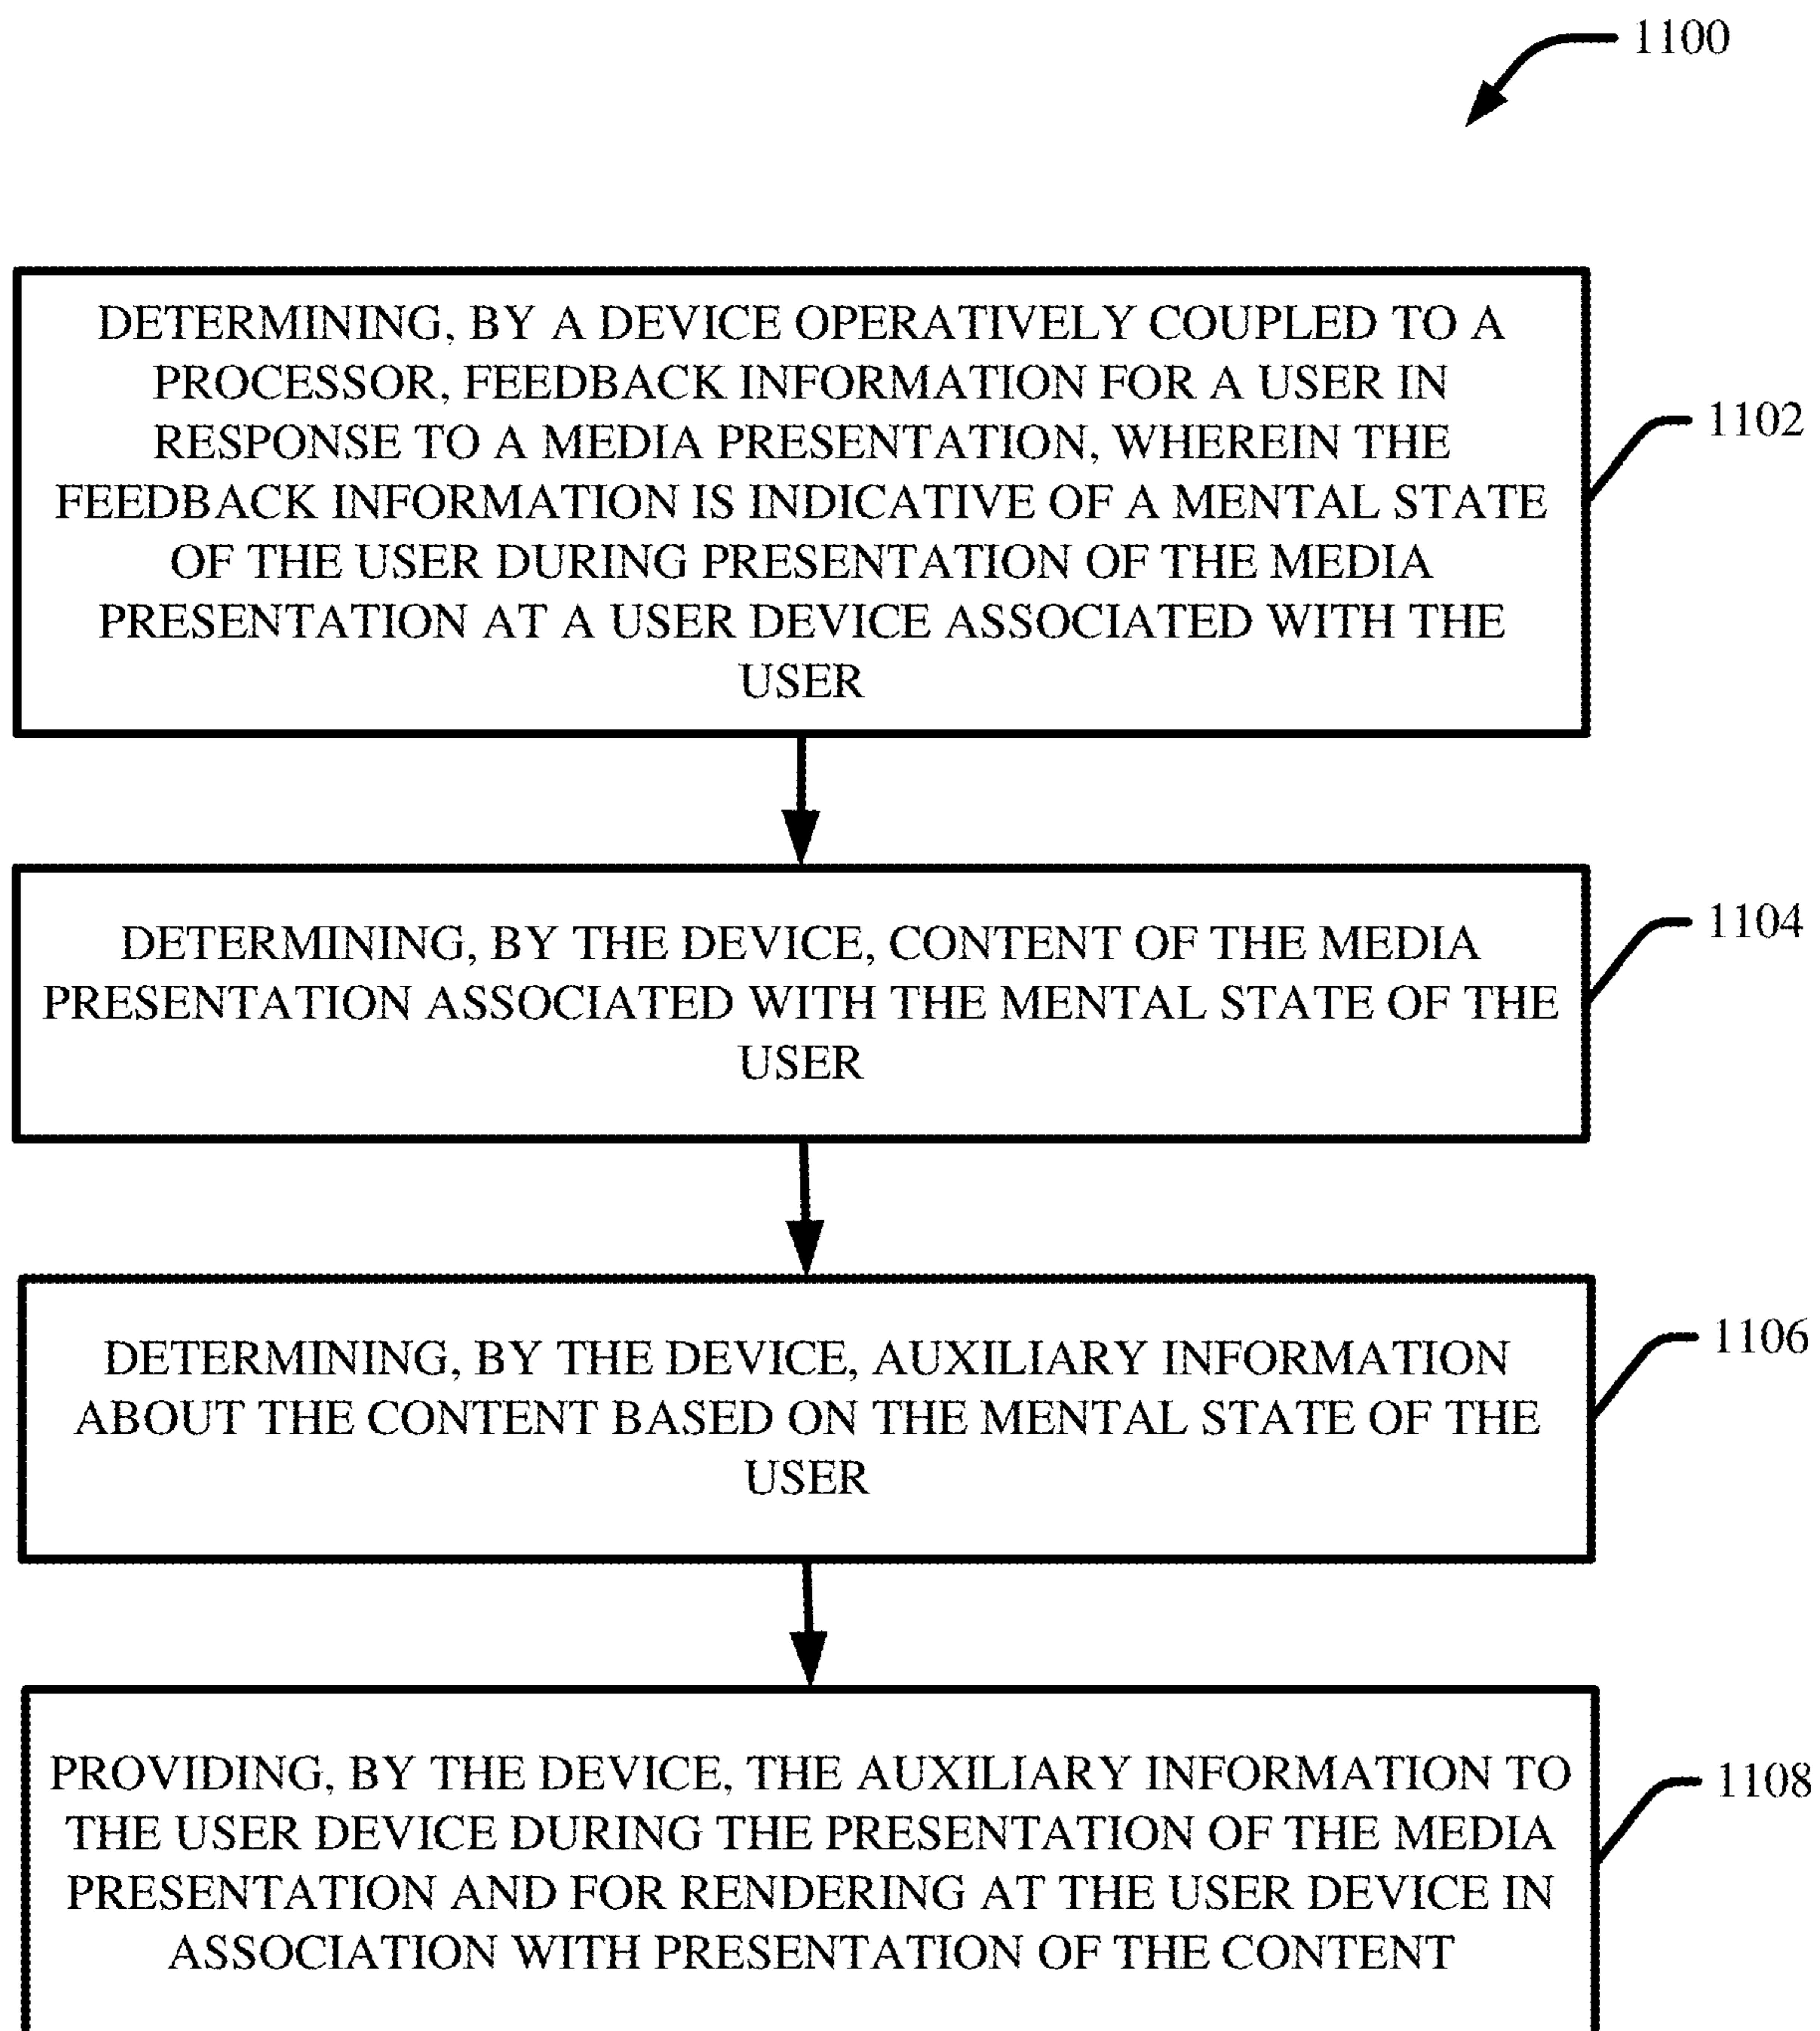 1100
DETERMINING, BY A DEVICE OPERATIVELY COUPLED TO A
PROCESSOR, FEEDBACK INFORMATION FOR A USER IN
RESPONSE TO A MEDIA PRESENTATION, WHEREIN THE
FEEDBACK INFORMATION IS INDICATIVE OF A MENTAL STATE
OF THE USER DURING PRESENTATION OF THE MEDIA
PRESENTATION AT A USER DEVICE ASSOCIATED WITH THE
USER
1102
DETERMINING, BY THE DEVICE, CONTENT OF THE MEDIA
PRESENTATION ASSOCIATED WITH THE MENTAL STATE OF THE
USER
1104
DETERMINING, BY THE DEVICE, AUXILIARY INFORMATION
ABOUT THE CONTENT BASED ON THE MENTAL STATE OF THE
USER
1106
PROVIDING, BY THE DEVICE, THE AUXILIARY INFORMATION TO
THE USER DEVICE DURING THE PRESENTATION OF THE MEDIA
PRESENTATION AND FOR RENDERING AT THE USER DEVICE IN
ASSOCIATION WITH PRESENTATION OF THE CONTENT
1108